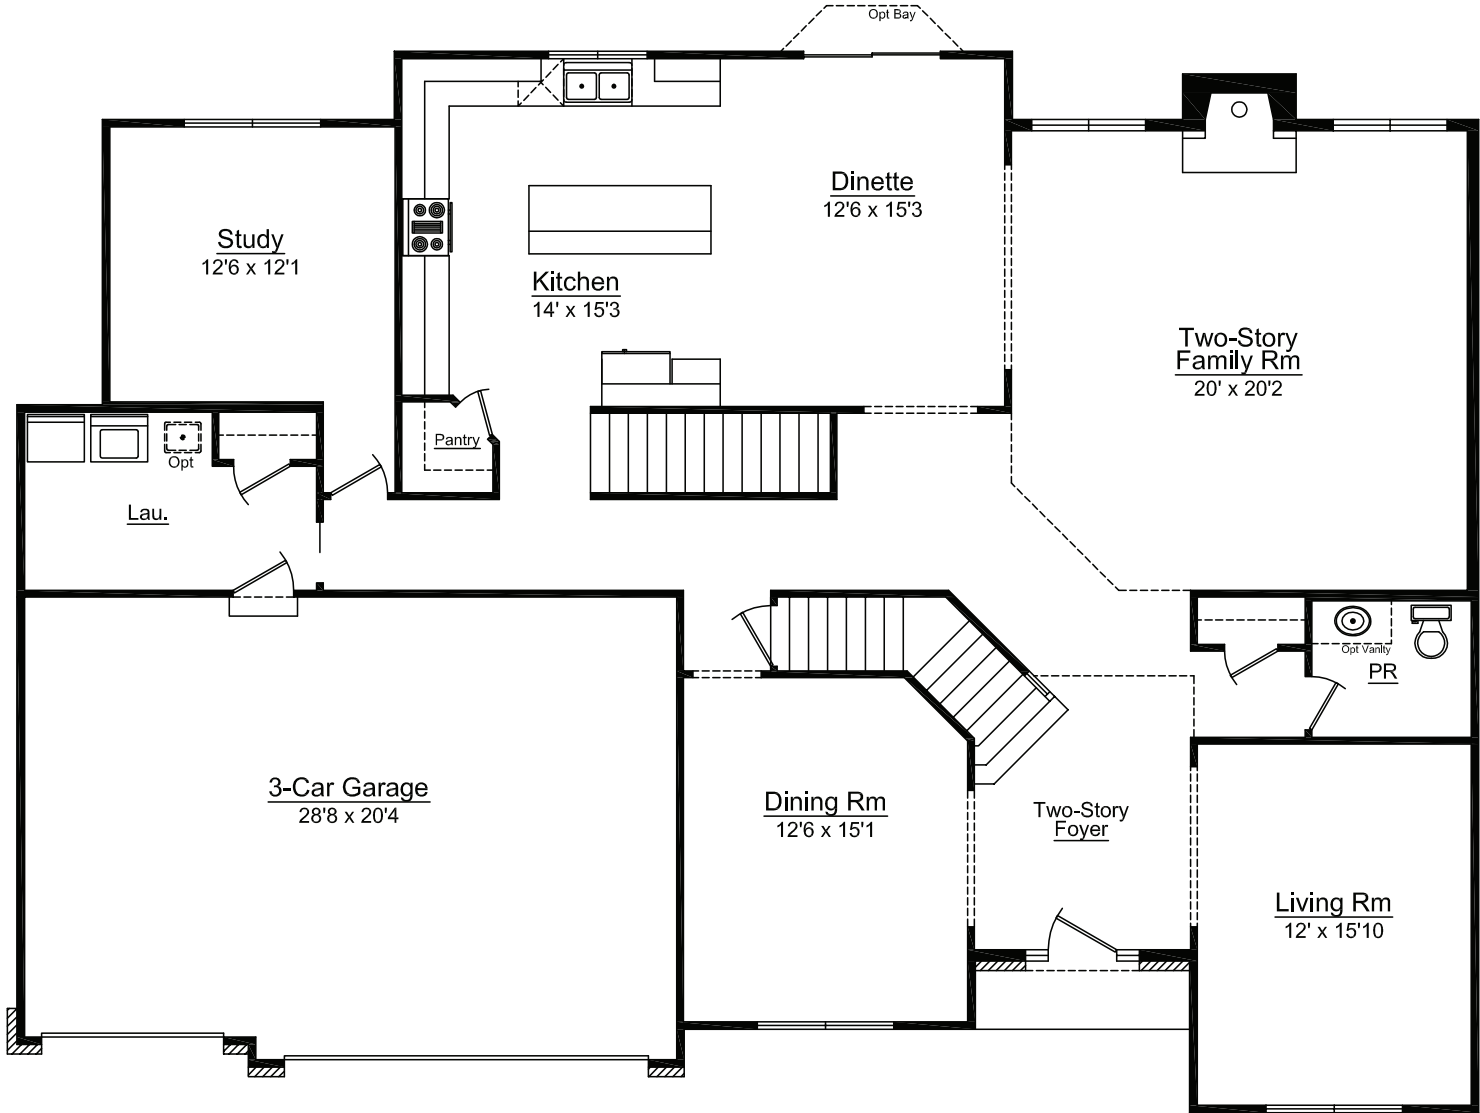 Opt Bay
Dinette
12'6 x 15'3
Study
12'6 x 12'1
Kitchen
14' x 15'3
Two-Story
Family Rm
20' x 20'2
Pantry
Opt
Lau.
Opt Vanity
PR
3-Car Garage
28'8 x 20'4
Dining Rm
12'6 x 15'1
Two-Story
Foyer
Living Rm
12' x 15'10